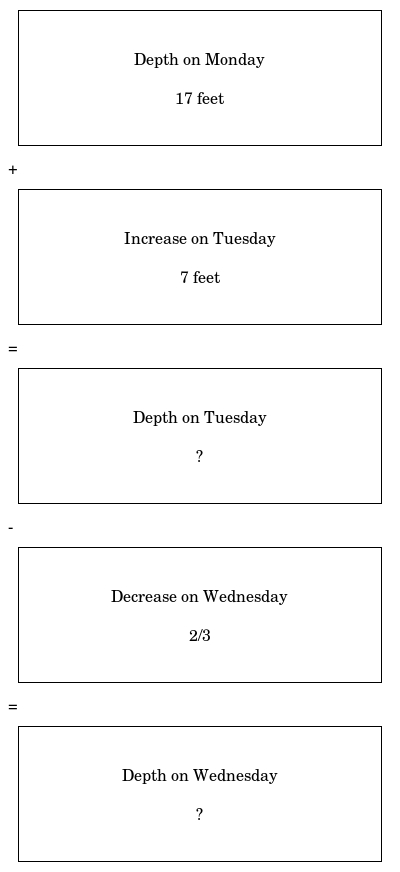 Depth on Monday
17 feet
+
Increase on Tuesday
7 feet
=
Depth on Tuesday
?
-
Decrease on Wednesday
2/3
=
Depth on Wednesday
?